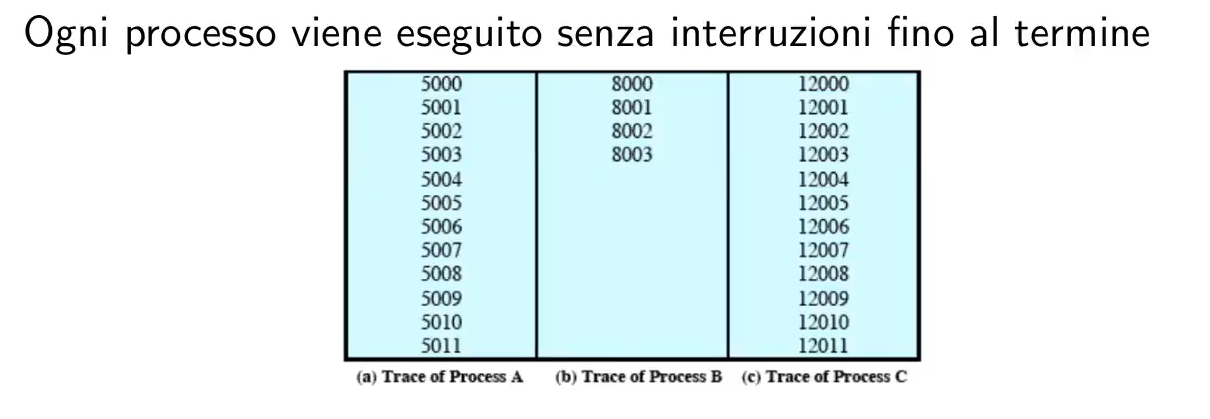 Ogni processo viene eseguito senza interruzioni fino al termine
5000 8000 12000
5001 8001 12001
5002 8002 12002
5003 8003 12003
5004 12004
5005 12005
5006 12006
5007 12007
5008 12008
5009 12009
5010 12010
5011 12011
(a) Trace of Process A (b) Trace of Process B (c) Trace of Process C